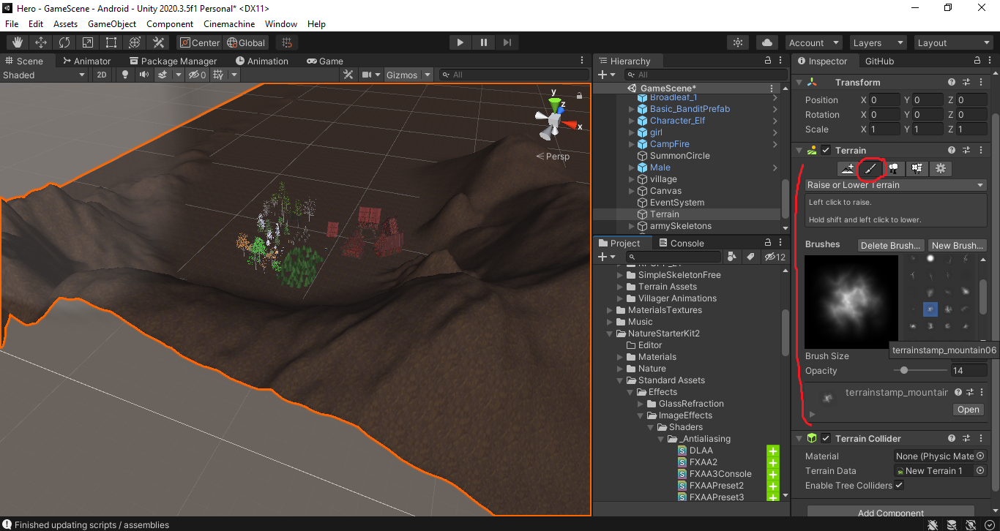 Hero - GameScene - Android - Unity 2020.3.5f1 Personal* <DX11>
File Edit Assets GameObject Component Cinemachine Window Help
Center Global Account Layers Layout
Scene Animator Package Manager Animation Game
Shaded 2D 0 Gizmos All
y
z
x
Persp
Hierarchy
All
GameScene*
Broadleaf_1
Basic_BanditPrefab
Character_Elf
girl
CampFire
SummonCircle
Male
village
Canvas
EventSystem
Terrain
armySkeletons
Project Console
12
SimpleSkeletonFree
Terrain Assets
Villager Animations
MaterialsTextures
Music
NatureStarterKit2
Editor
Materials
Nature
Standard Assets
Effects
GlassRefraction
ImageEffects
Shaders
_Antialiasing
DLAA
FXAA2
FXAA3Console
FXAAPreset2
FXAAPreset3
Inspector GitHub
Transform
Position X 0 Y 0 Z 0
Rotation X 0 Y 0 Z 0
Scale X 1 Y 1 Z 1
Terrain
Raise or Lower Terrain
Left click to raise.
Hold shift and left click to lower.
Brushes Delete Brush... New Brush...
terrainstamp_mountain06
Brush Size
Opacity 14
terrainstamp_mountair
Open
Terrain Collider
Material None (Physic Mate
Terrain Data New Terrain 1
Enable Tree Colliders
Add Component
Finished updating scripts / assemblies